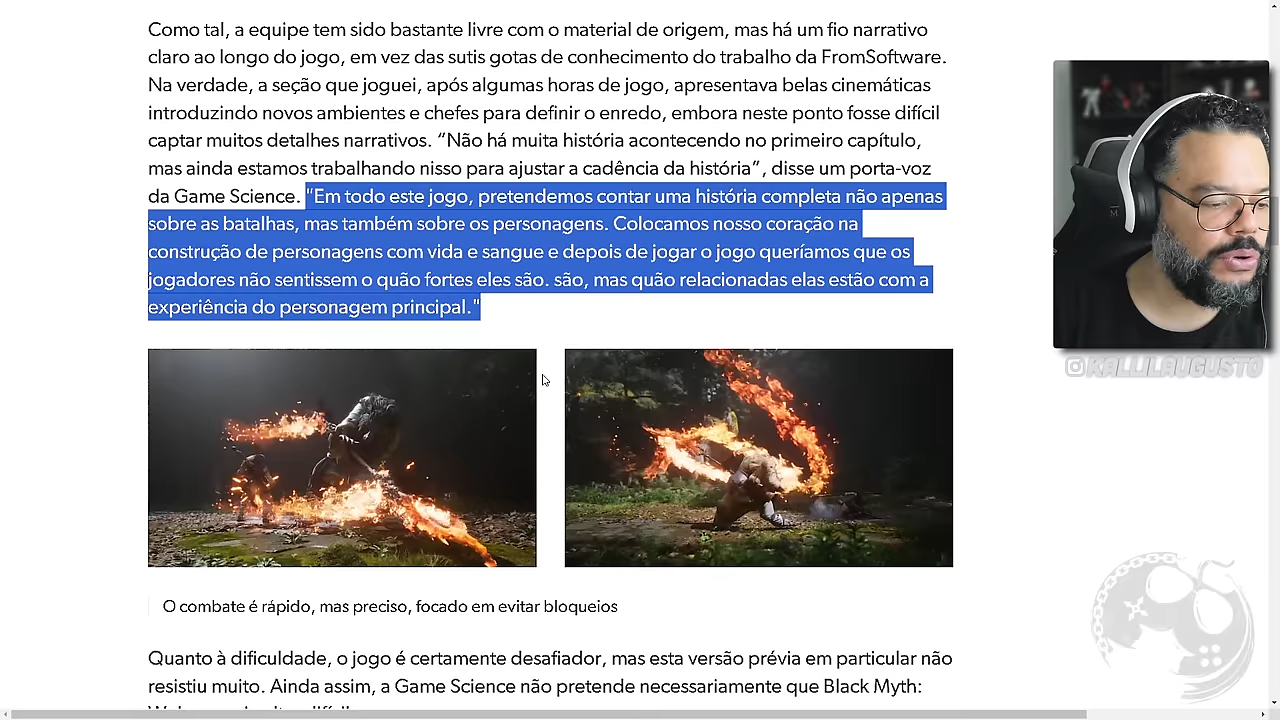 Como tal, a equipe tem sido bastante livre com o material de origem, mas há um fio narrativo
claro ao longo do jogo, em vez das sutis gotas de conhecimento do trabalho da FromSoftware.
Na verdade, a seção que joguei, após algumas horas de jogo, apresentava belas cinemáticas
introduzindo novos ambientes e chefes para definir o enredo, embora neste ponto fosse difícil
captar muitos detalhes narrativos. “Não há muita história acontecendo no primeiro capítulo,
mas ainda estamos trabalhando nisso para ajustar a cadência da história”, disse um porta-voz
da Game Science. "Em todo este jogo, pretendemos contar uma história completa não apenas
sobre as batalhas, mas também sobre os personagens. Colocamos nosso coração na
construção de personagens com vida e sangue e depois de jogar o jogo queríamos que os
jogadores não sentissem o quão fortes eles são. são, mas quão relacionadas elas estão com a
experiência do personagem principal."
KALLILAUGUSTO
O combate é rápido, mas preciso, focado em evitar bloqueios
Quanto à dificuldade, o jogo é certamente desafiador, mas esta versão prévia em particular não
resistiu muito. Ainda assim, a Game Science não pretende necessariamente que Black Myth: